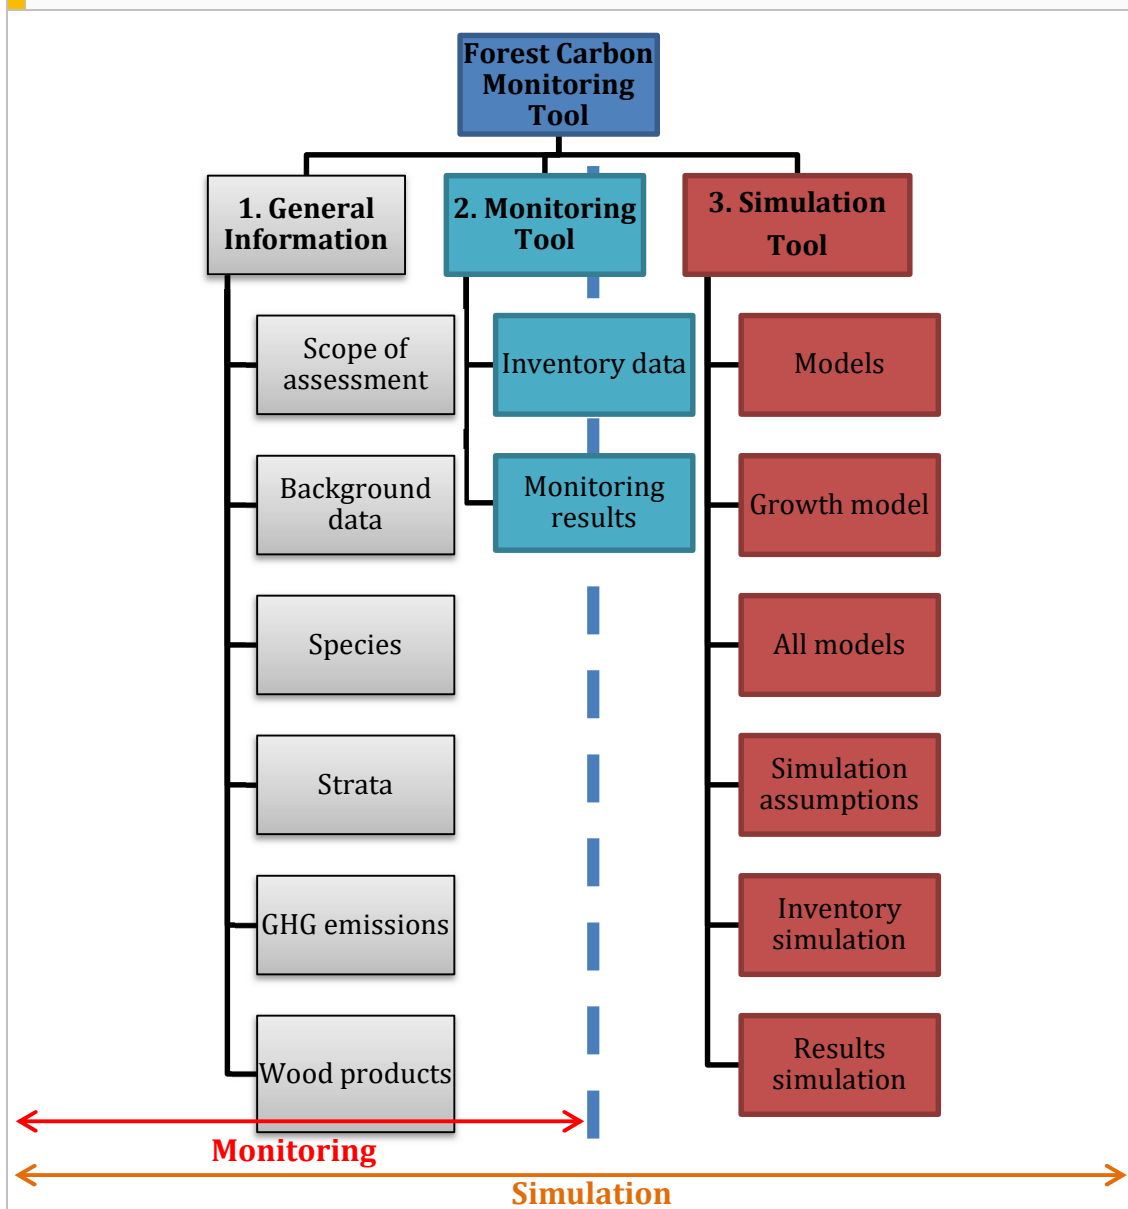 Forest Carbon
Monitoring
Tool
1. General
Information
Scope of
assessment
Background
data
Species
Strata
GHG emissions
Wood products
2. Monitoring
Tool
Inventory data
Monitoring
results
3. Simulation
Tool
Models
Growth model
All models
Simulation
assumptions
Inventory
simulation
Results
simulation
Monitoring
Simulation